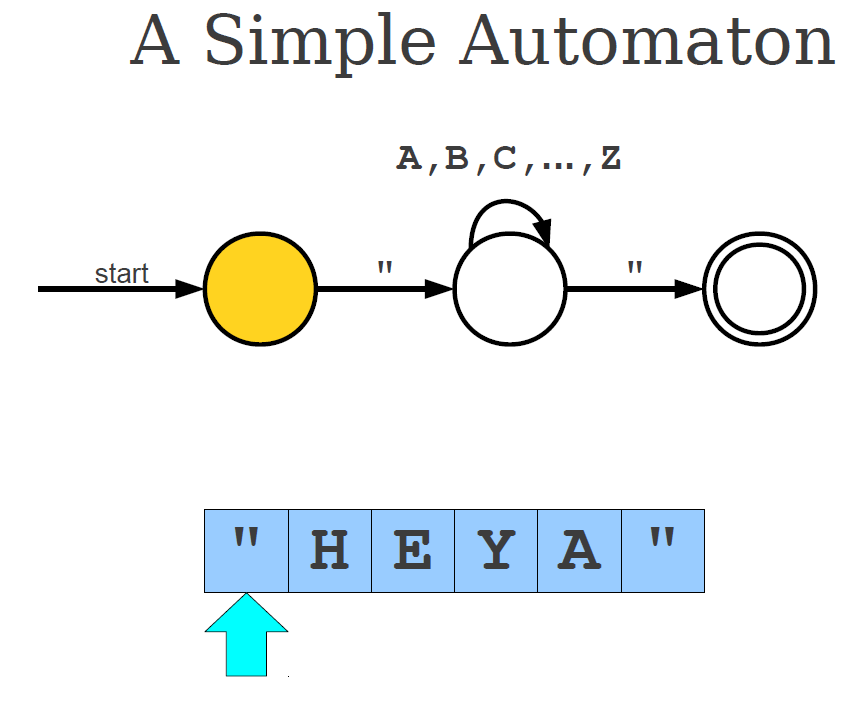 A Simple Automaton
A,B,C,…,Z
start " "
" H E Y A "